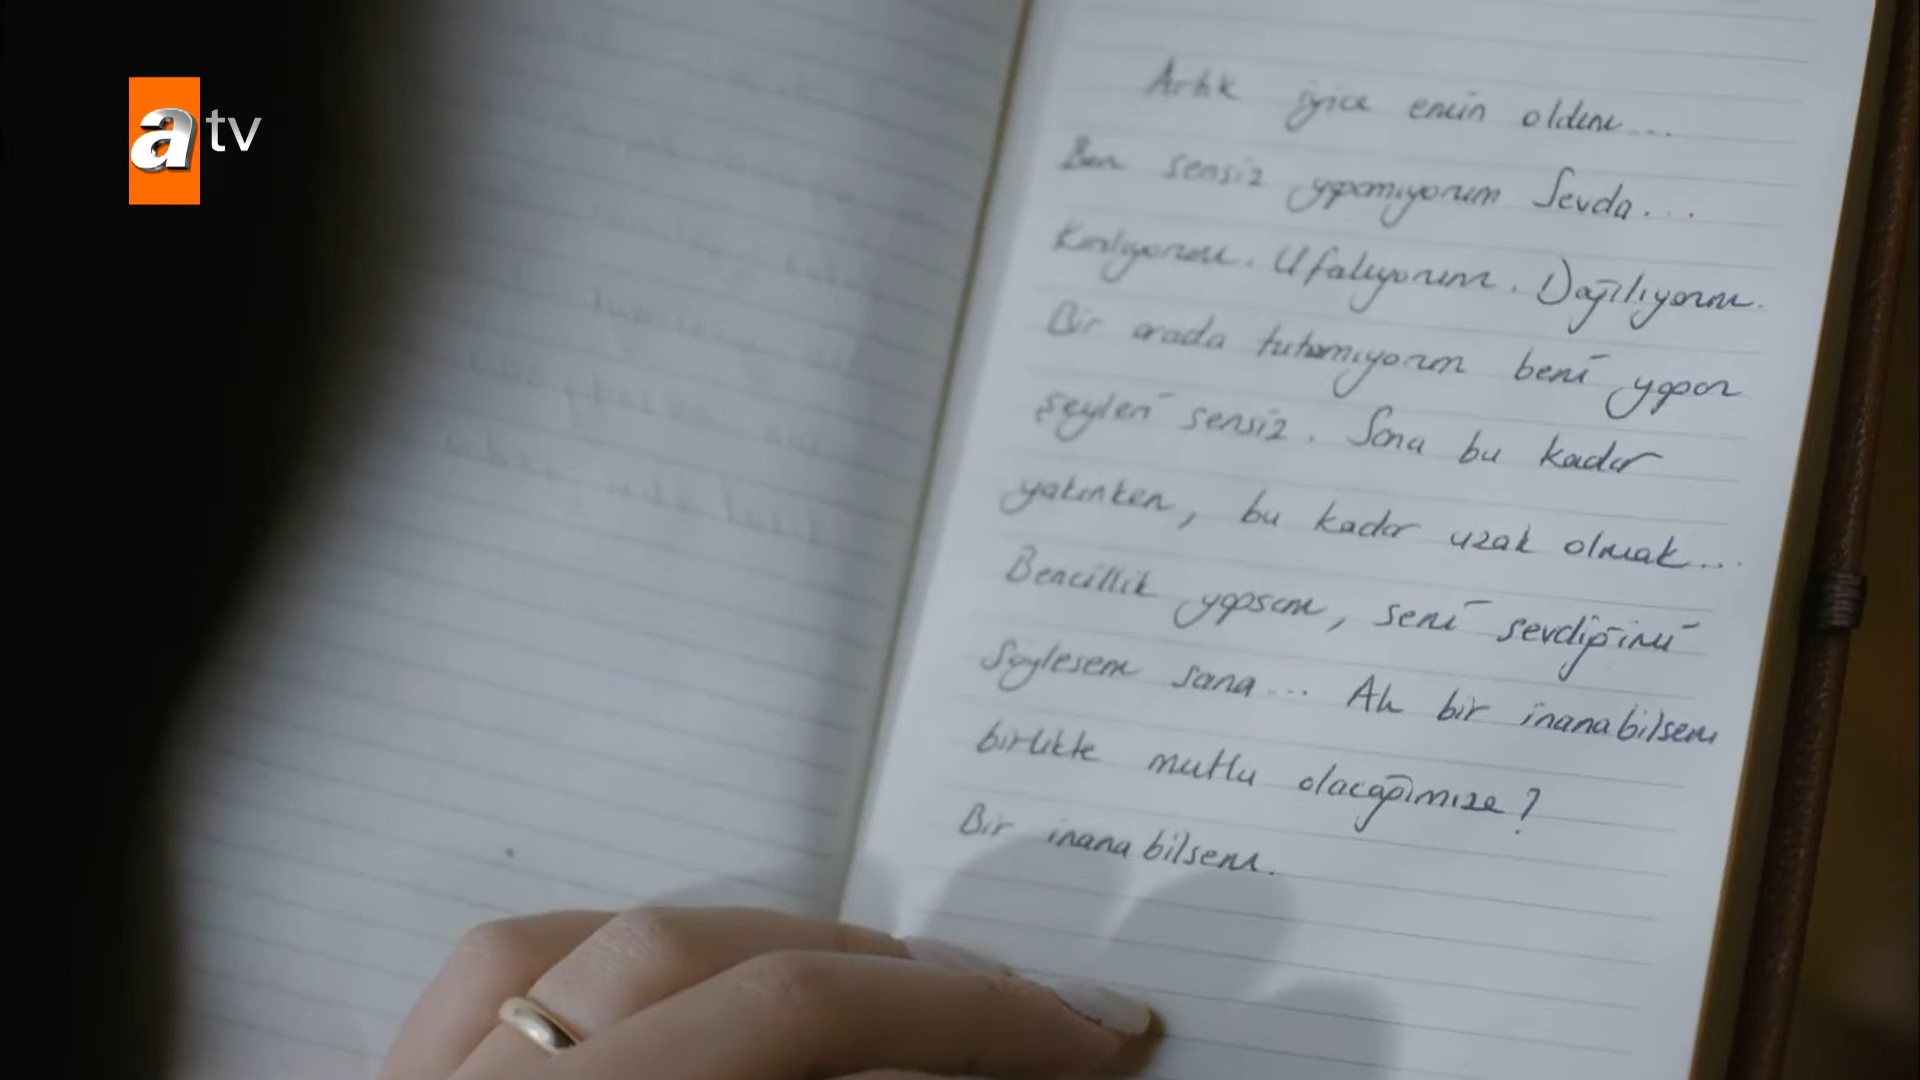 atv
Artık iyice emin oldum...
Ben sensiz yapamıyorum Sevda...
Kırılıyorum. Ufalıyorum. Dağılıyorum.
Bir arada tutamıyorum beni yapan
şeyleri sensiz. Sana bu kadar
yakınken, bu kadar uzak olmak...
Bencillik yapsam, seni sevdiğimi
söylesem sana... Ah bir inanabilsem
birlikte mutlu olacağımıza?
Bir inanabilsem.